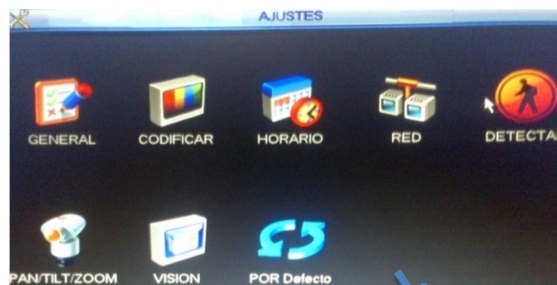 AJUSTES
GENERAL CODIFICAR HORARIO RED DETECTA
PAN/TILT/ZOOM VISION POR Defecto